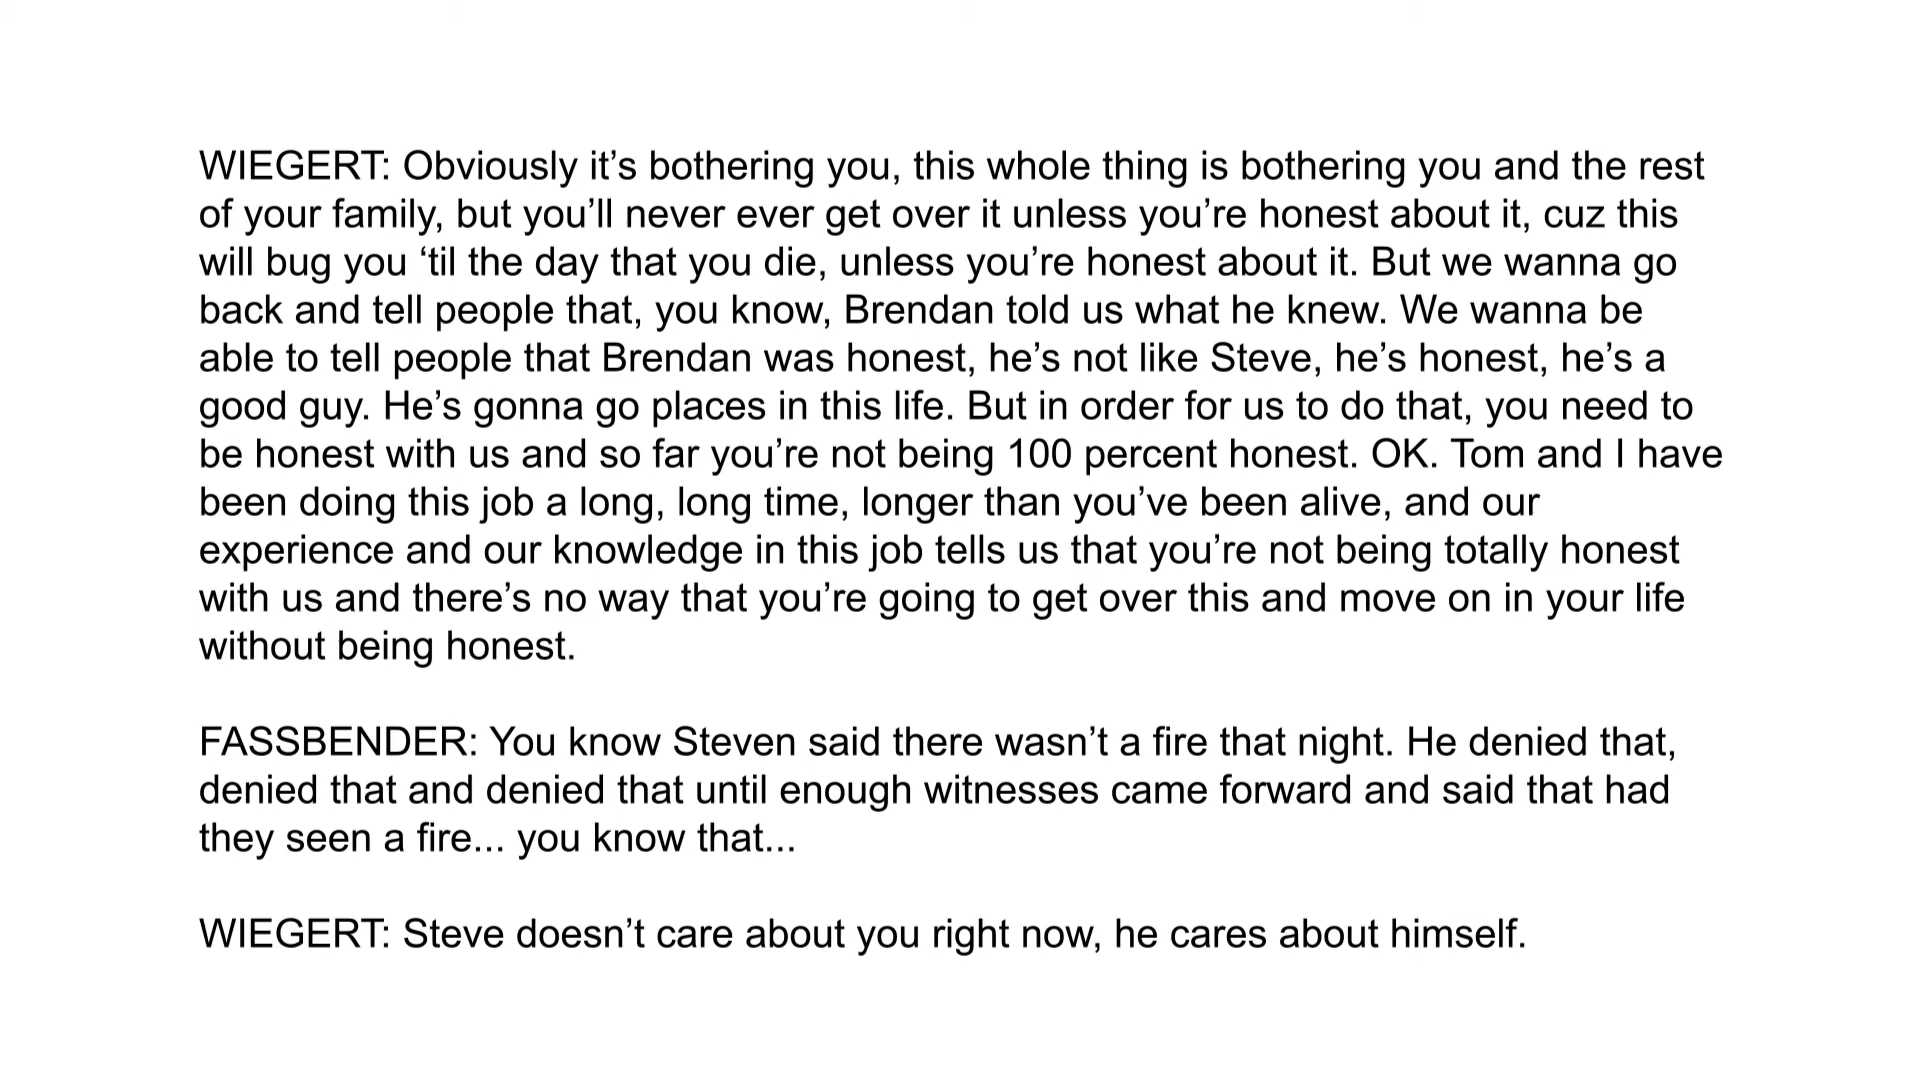 WIEGERT: Obviously it’s bothering you, this whole thing is bothering you and the rest
of your family, but you’ll never ever get over it unless you’re honest about it, cuz this
will bug you ‘til the day that you die, unless you’re honest about it. But we wanna go
back and tell people that, you know, Brendan told us what he knew. We wanna be
able to tell people that Brendan was honest, he’s not like Steve, he’s honest, he’s a
good guy. He’s gonna go places in this life. But in order for us to do that, you need to
be honest with us and so far you’re not being 100 percent honest. OK. Tom and I have
been doing this job a long, long time, longer than you’ve been alive, and our
experience and our knowledge in this job tells us that you’re not being totally honest
with us and there’s no way that you’re going to get over this and move on in your life
without being honest.
FASSBENDER: You know Steven said there wasn’t a fire that night. He denied that,
denied that and denied that until enough witnesses came forward and said that had
they seen a fire... you know that...
WIEGERT: Steve doesn’t care about you right now, he cares about himself.